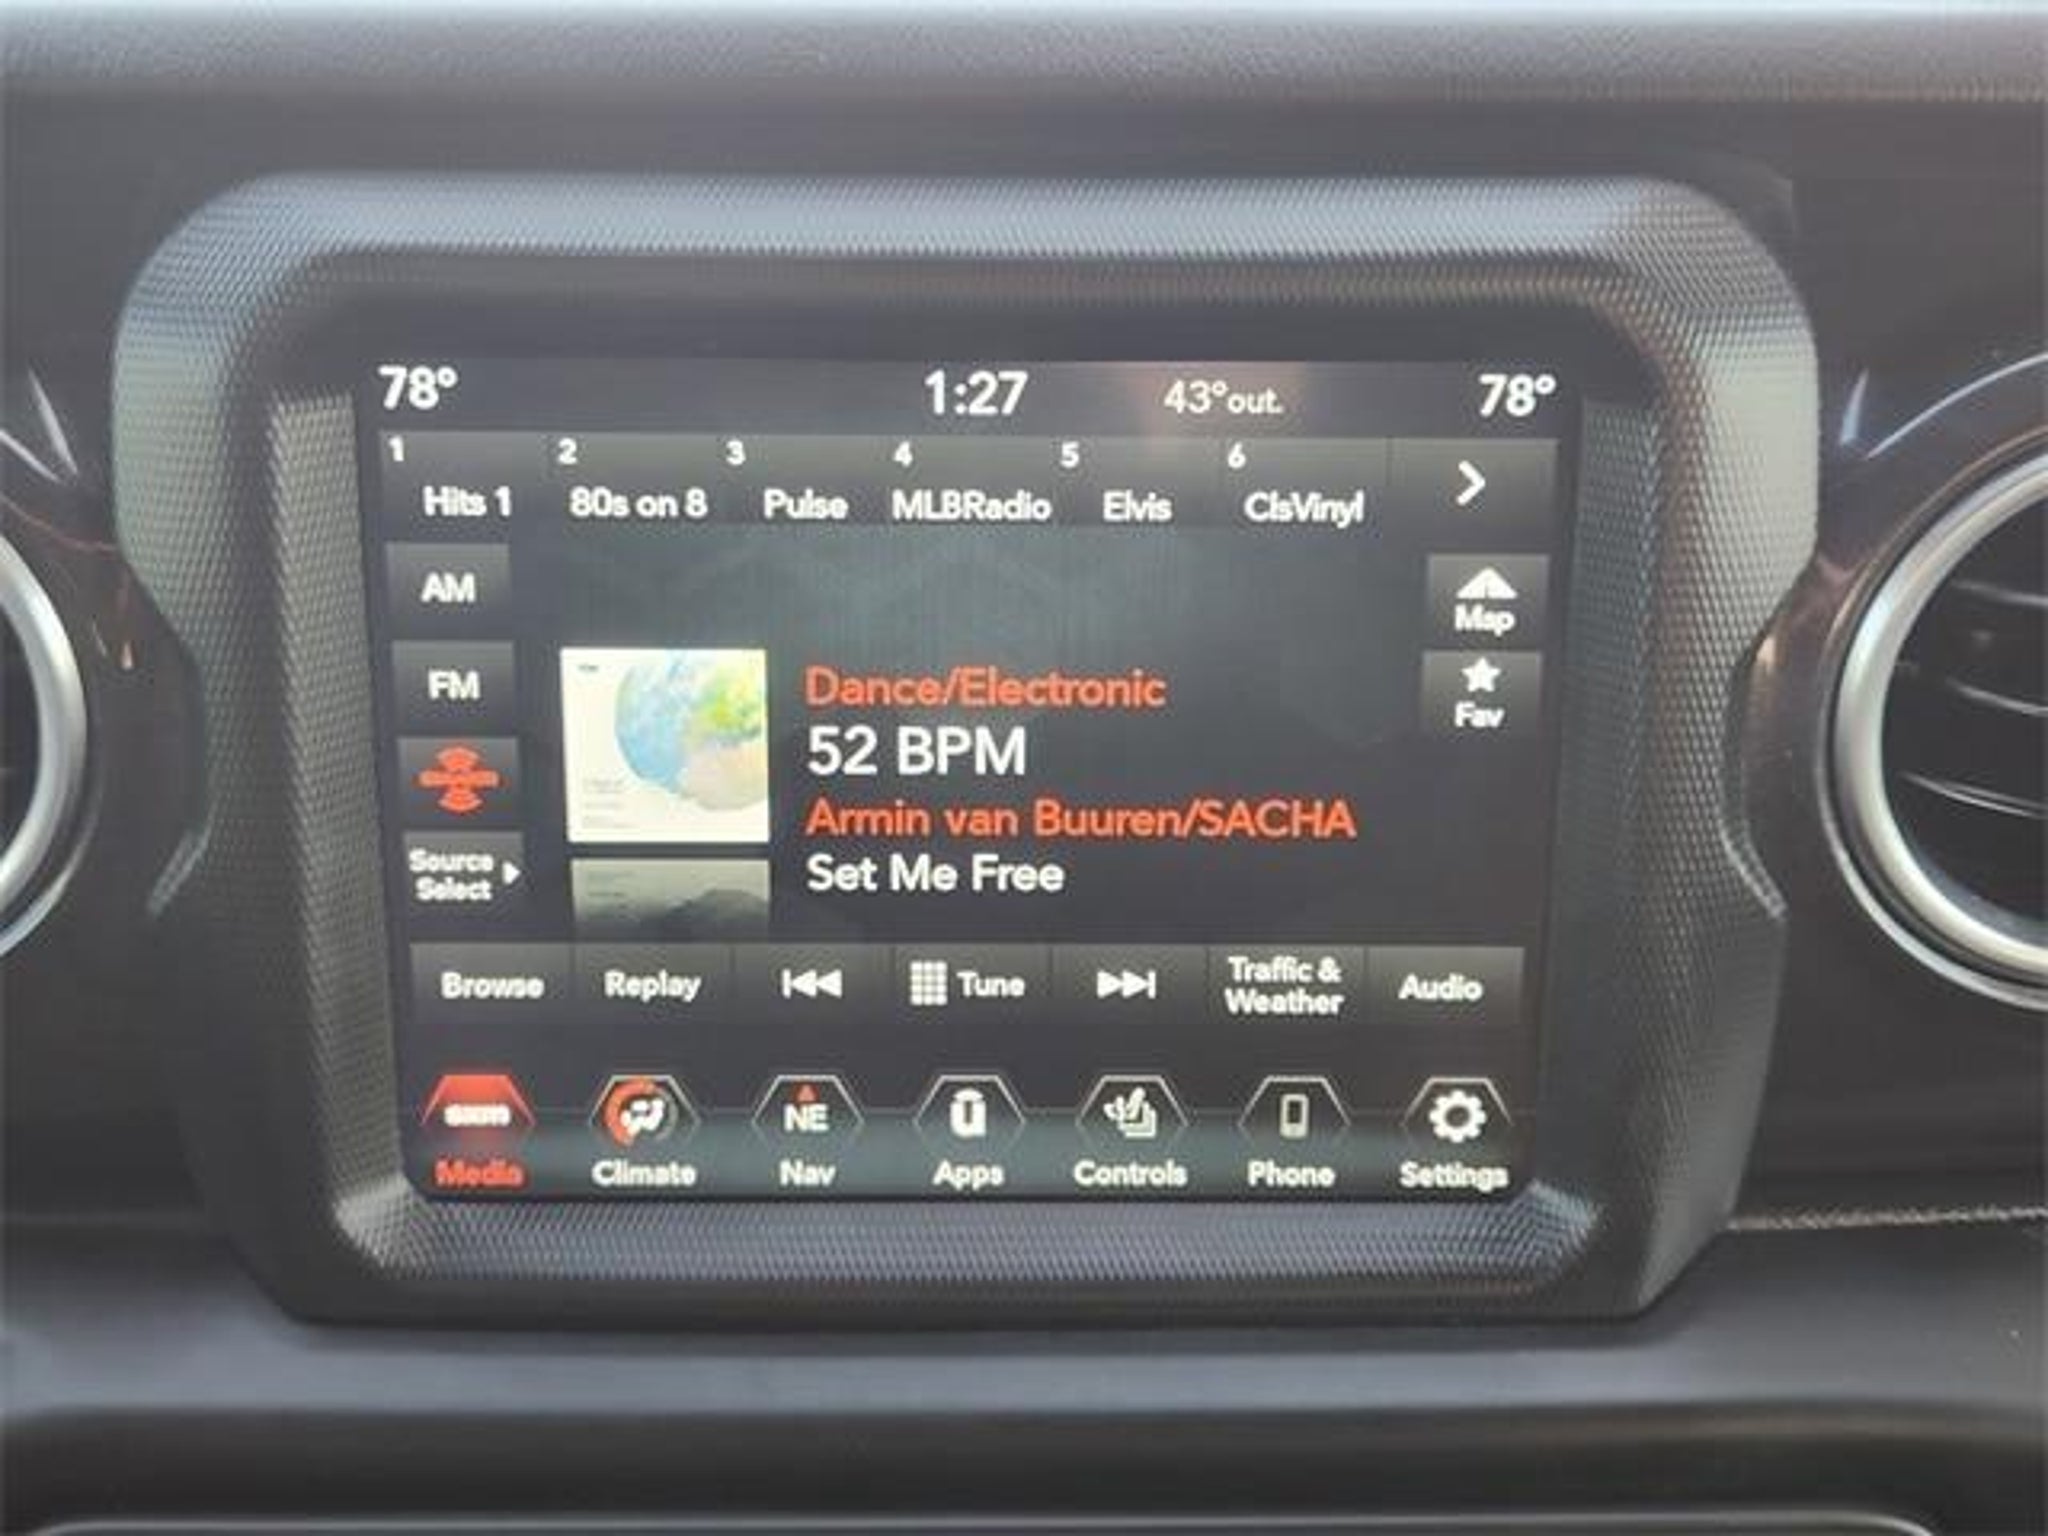 78° 1:27 43°out. 78°
1 2 3 4 5 6
Hits 1 80s on 8 Pulse MLBRadio Elvis ClsVinyl
AM
Map
FM
Fav
Dance/Electronic
52 BPM
Armin van Buuren/SACHA
Set Me Free
Source
Select
Browse Replay Tune Traffic &
Weather Audio
NE
Media Climate Nav Apps Controls Phone Settings